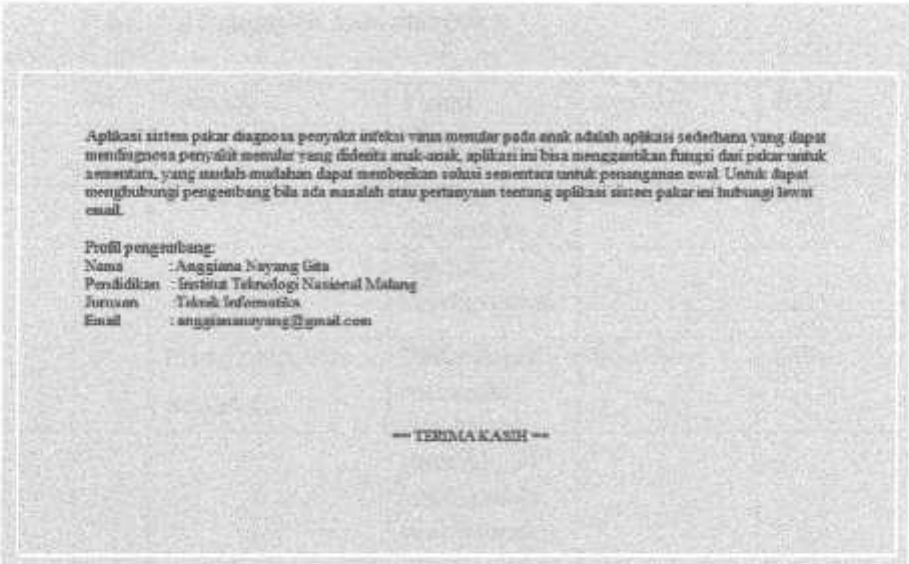 Aplikasi sistem pakar diagnosa penyakit infeksi virus menular pada anak adalah aplikasi sederhana yang dapat
mendiagnosa penyakit menular yang diderita anak-anak, aplikasi ini bisa menggantikan fungsi dari pakar untuk
sementara, yang mudah-mudahan dapat memberikan solusi sementara untuk penanganan awal. Untuk dapat
menghubungi pengembang bila ada masalah atau pertanyaan tentang aplikasi sistem pakar ini hubungi lewat
email.
Profil pengembang:
Nama : Anggiana Nayang Gita
Pendidikan : Institut Teknologi Nasional Malang
Jurusan : Teknik Informatika
Email : anggiananayang@gmail.com
== TERIMA KASIH ==